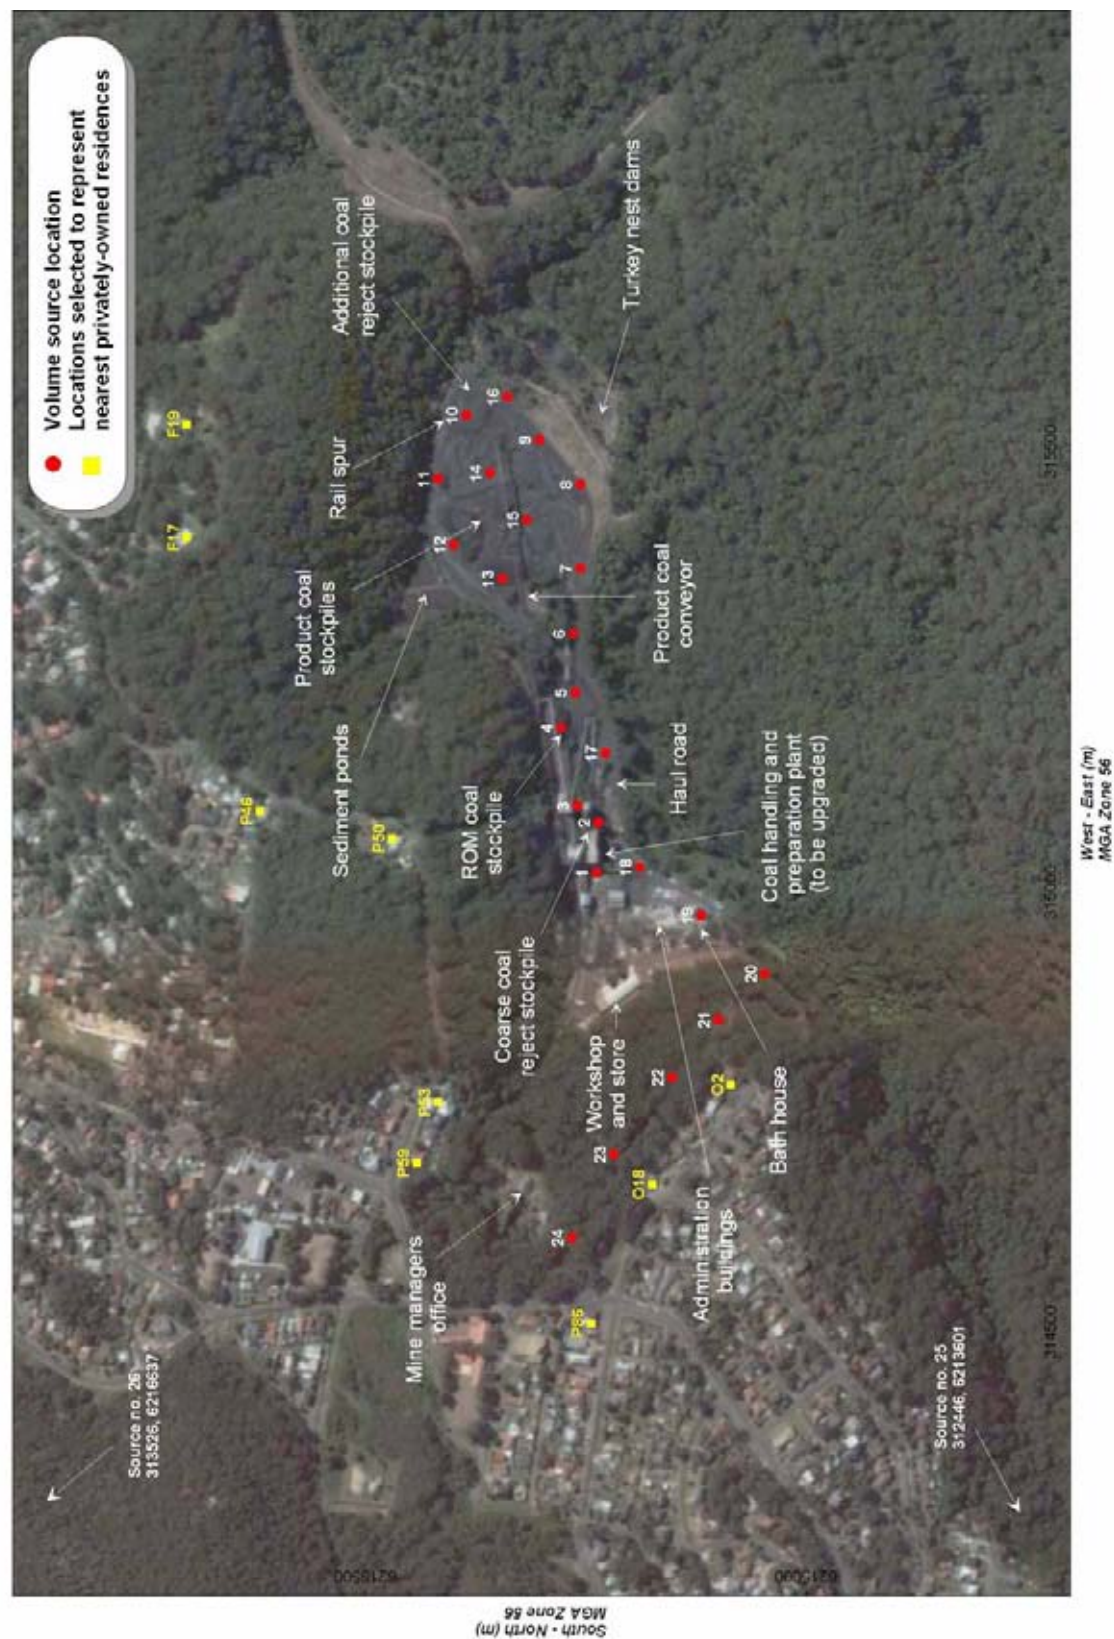 Volume source location
Locations selected to represent
nearest privately-owned residences
Source no. 26
313526, 6216637
Source no. 25
312446, 6213601
Mine managers
office
Workshop
and store
Administration
buildings
Bath house
Coarse coal
reject stockpile
Coal handling and
preparation plant
(to be upgraded)
ROM coal
stockpile
Haul road
Sediment ponds
Product coal
stockpiles
Product coal
conveyor
Rail spur
Additional coal
reject stockpile
Turkey nest dams
1
2
3
4
5
6
7
8
9
10
11
12
13
14
15
16
17
18
19
20
21
22
23
24
P85
P59
P53
P50
P46
F17
F19
O18
O2
314500
315000
315500
6215000
6215500
West - East (m)
MGA Zone 56
South - North (m)
MGA Zone 56